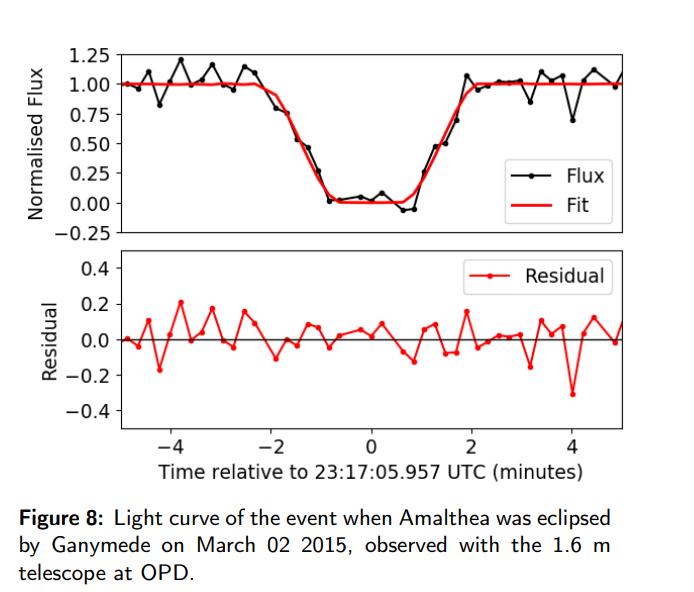 1.25
1.00
0.75
0.50
0.25
0.00
−0.25
Normalised Flux
Flux
Fit
0.4
0.2
0.0
−0.2
−0.4
Residual
Residual
−4 −2 0 2 4
Time relative to 23:17:05.957 UTC (minutes)
Figure 8: Light curve of the event when Amalthea was eclipsed
by Ganymede on March 02 2015, observed with the 1.6 m
telescope at OPD.